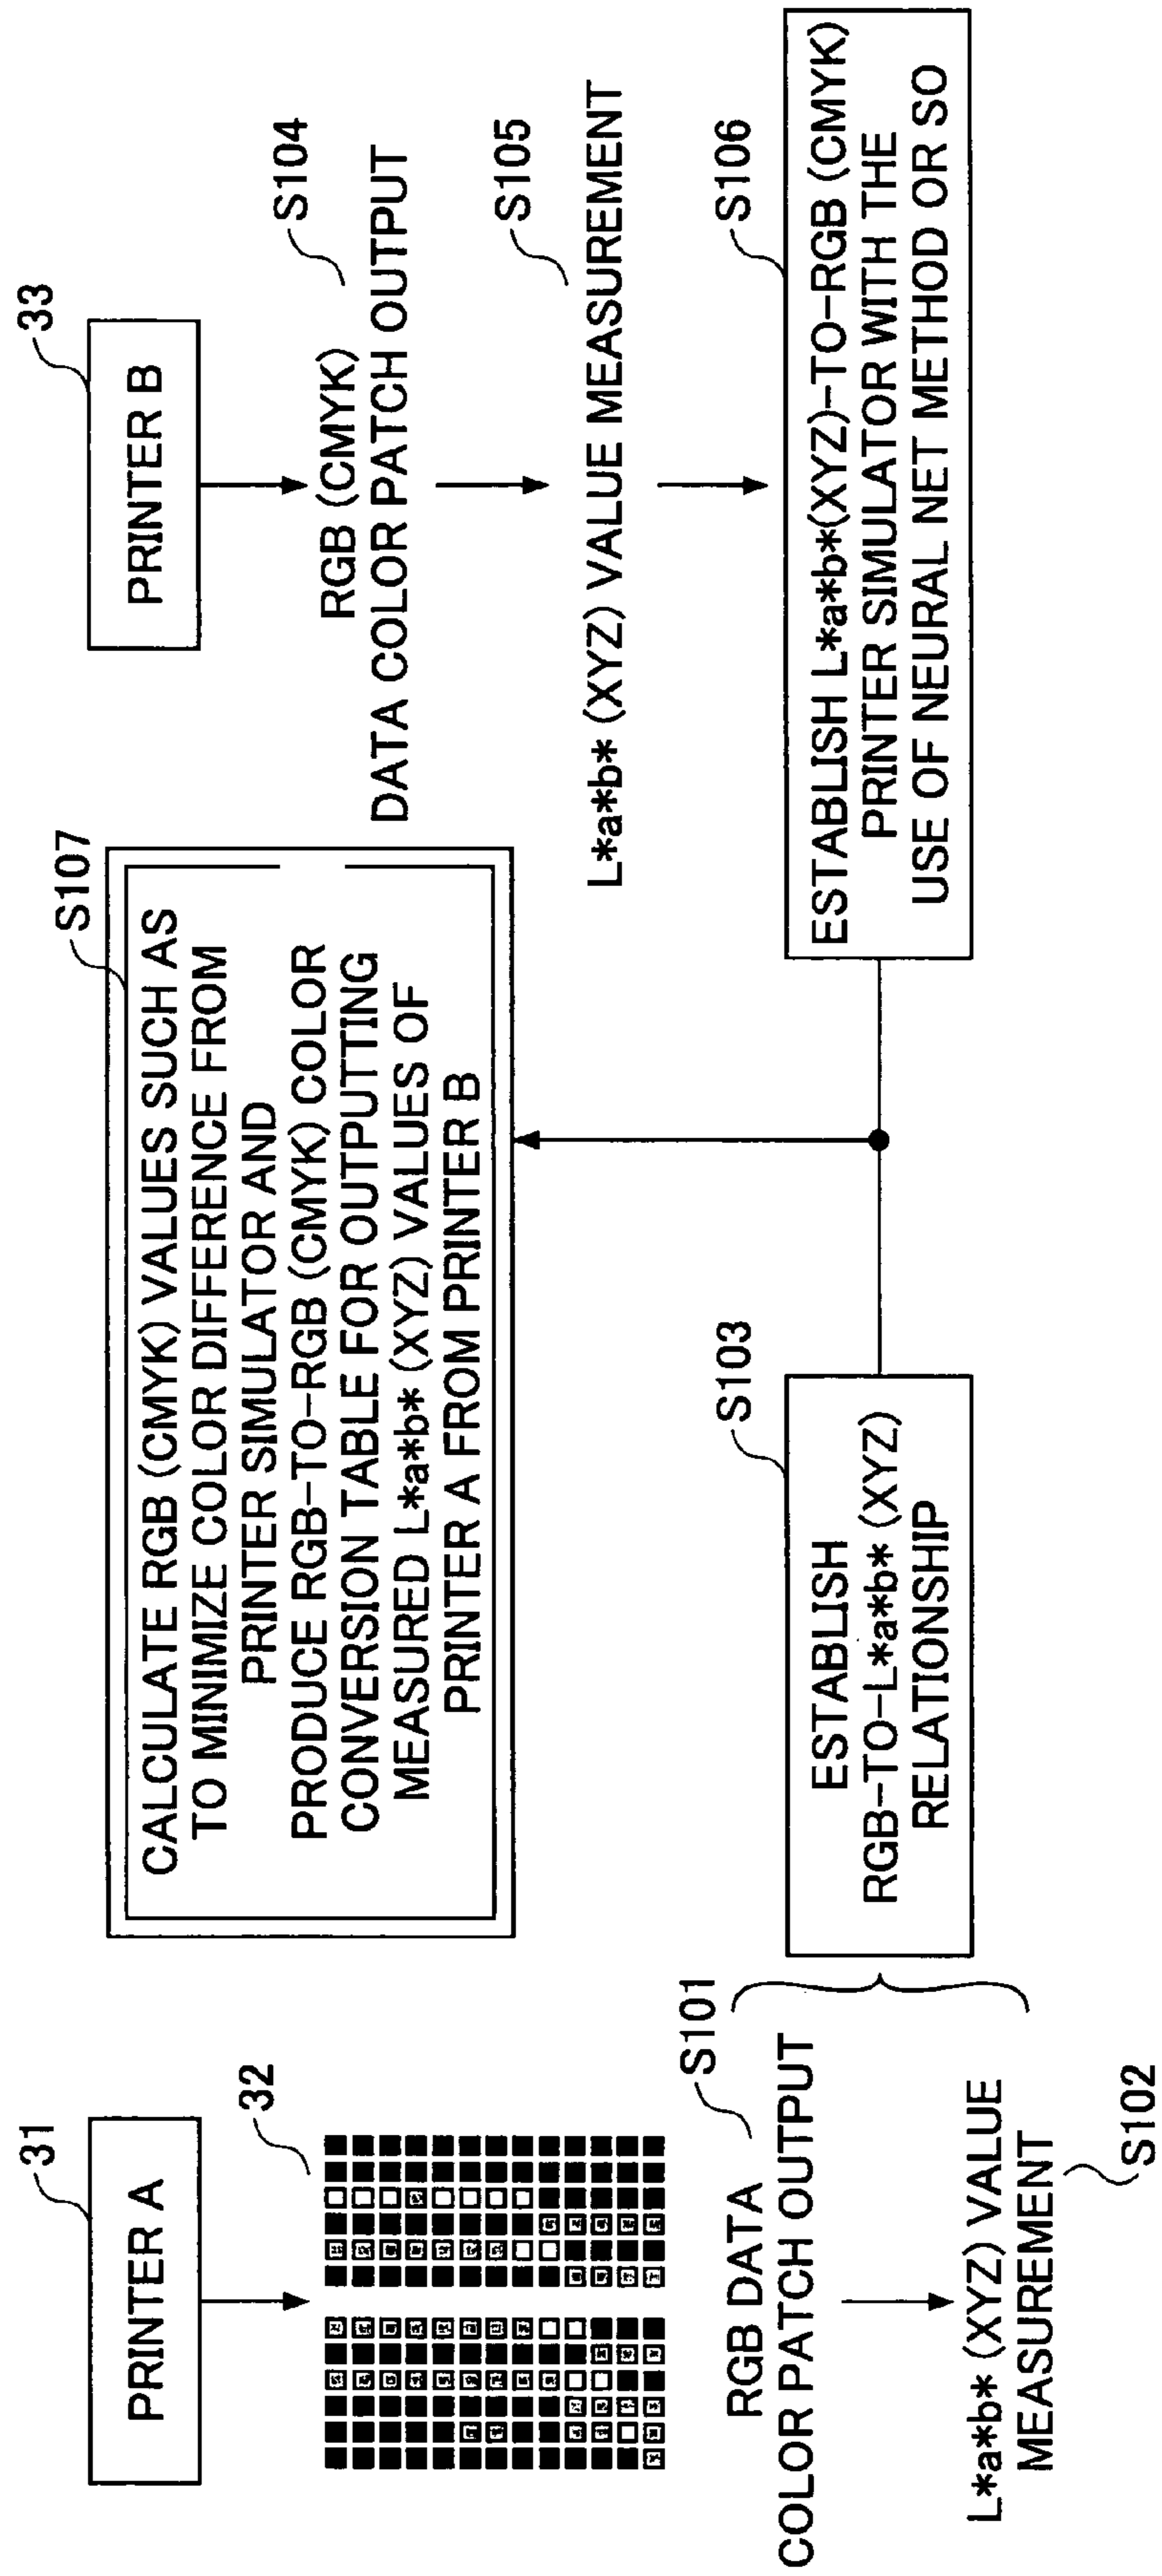 31
PRINTER A
32
S101
RGB DATA
COLOR PATCH OUTPUT
L*a*b* (XYZ) VALUE
MEASUREMENT
S102
S107
CALCULATE RGB (CMYK) VALUES SUCH AS
TO MINIMIZE COLOR DIFFERENCE FROM
PRINTER SIMULATOR AND
PRODUCE RGB-TO-RGB (CMYK) COLOR
CONVERSION TABLE FOR OUTPUTTING
MEASURED L*a*b* (XYZ) VALUES OF
PRINTER A FROM PRINTER B
S103
ESTABLISH
RGB-TO-L*a*b* (XYZ)
RELATIONSHIP
33
PRINTER B
S104
RGB (CMYK)
DATA COLOR PATCH OUTPUT
S105
L*a*b* (XYZ) VALUE MEASUREMENT
S106
ESTABLISH L*a*b*(XYZ)-TO-RGB (CMYK)
PRINTER SIMULATOR WITH THE
USE OF NEURAL NET METHOD OR SO